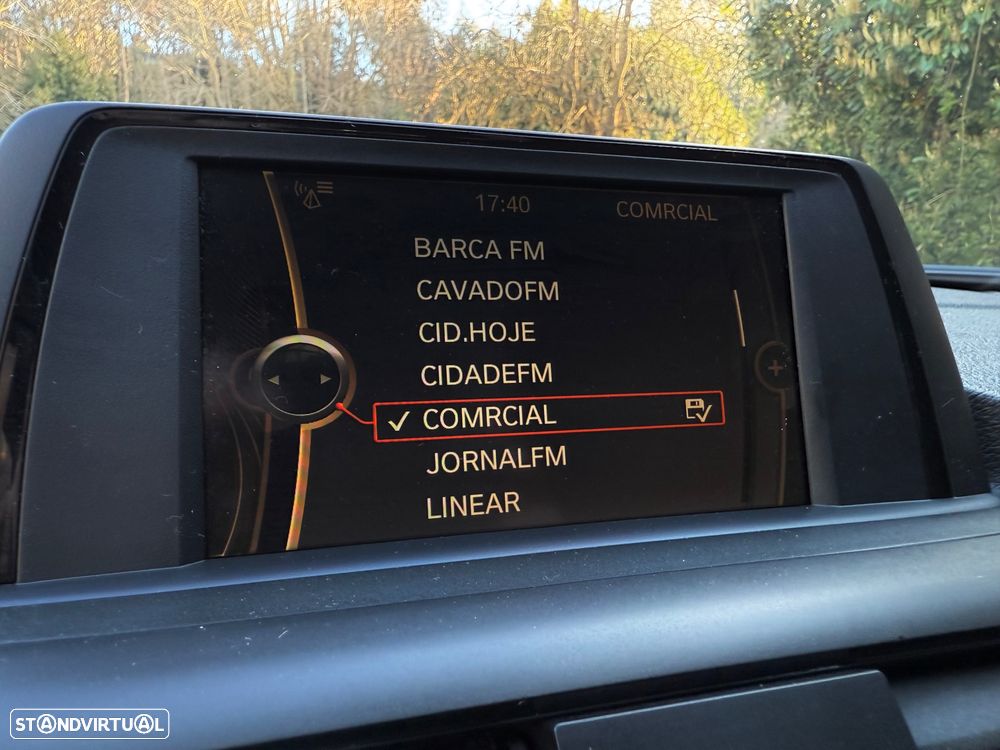 17:40 COMRCIAL
BARCA FM
CAVADOFM
CID.HOJE
CIDADEFM
COMRCIAL
JORNALFM
LINEAR
STANDVIRTUAL